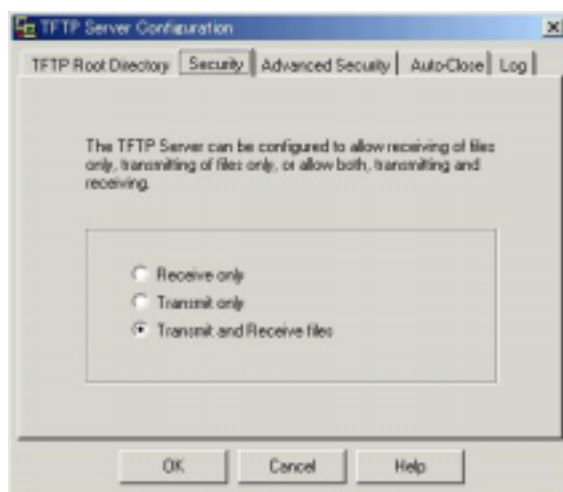 TFTP Server Configuration
TFTP Root Directory Security Advanced Security Auto-Close Log
The TFTP Server can be configured to allow receiving of files
only, transmitting of files only, or allow both, transmitting and
receiving.
Receive only
Transmit only
Transmit and Receive files
OK Cancel Help